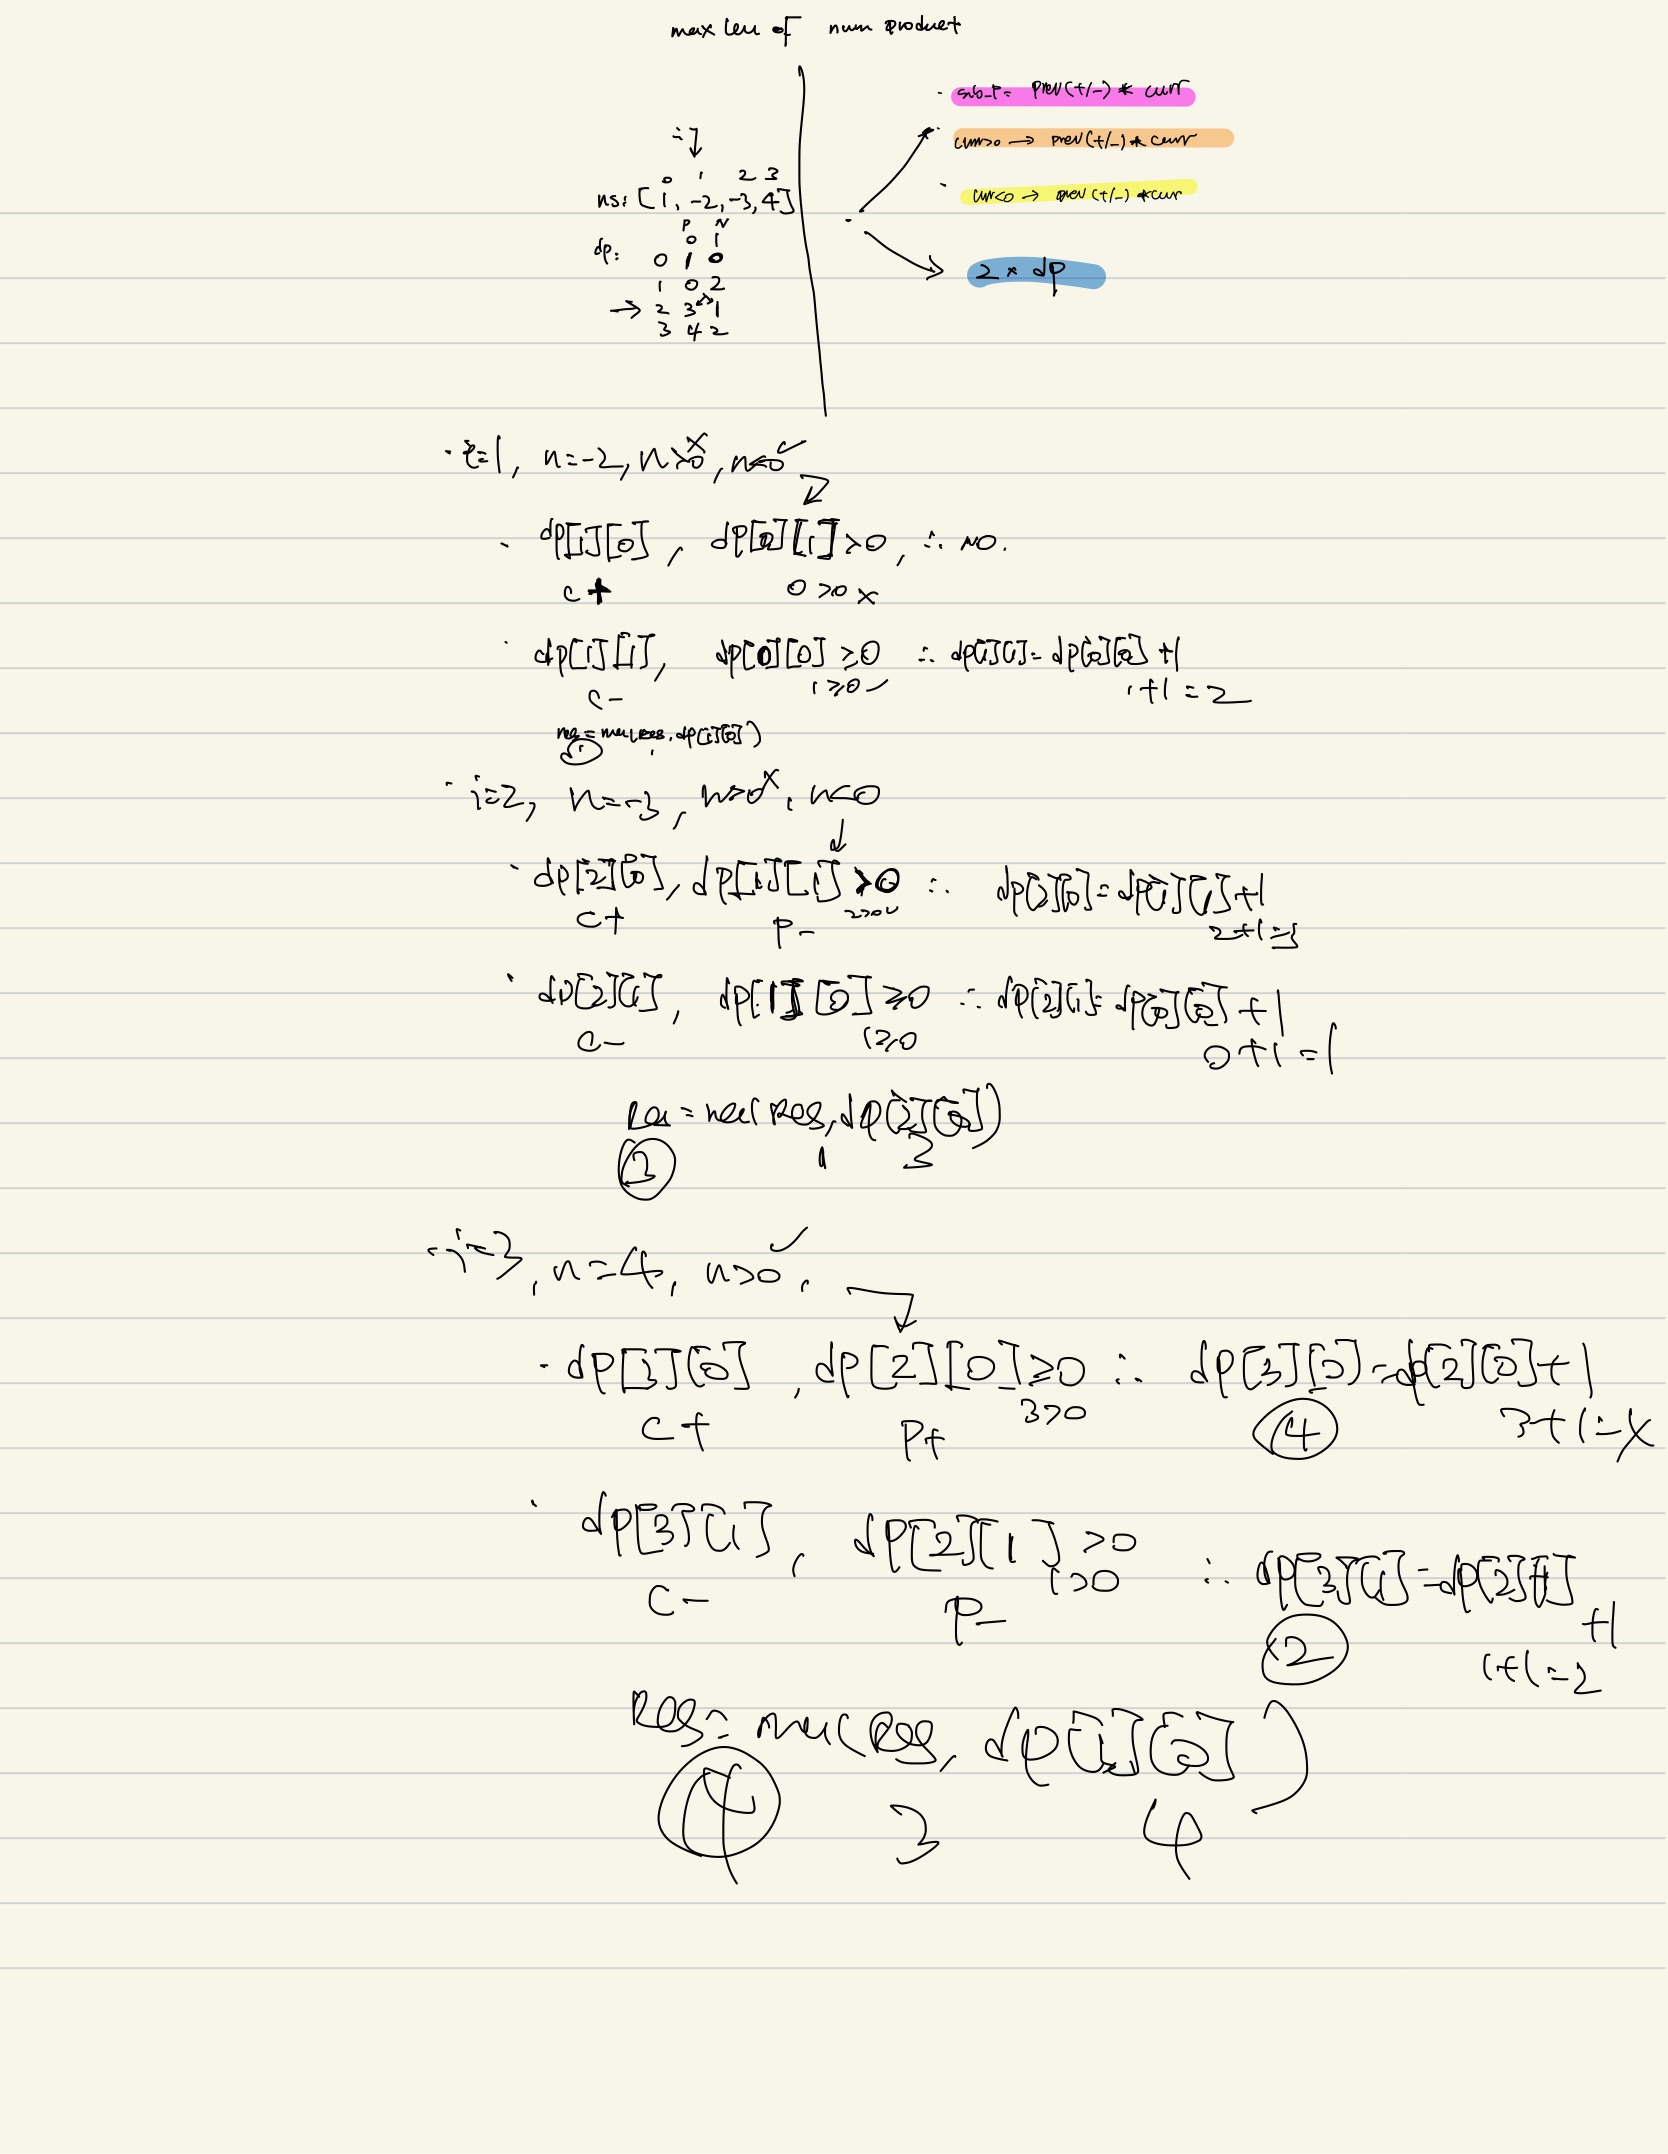 max len of num product
· sub_p = prev(+/-) * curr
curr>0 → prev(+/-) * curr
· curr<0 → prev(+/-) * curr
2 × dp
i
0 1 2 3
ns: [1, -2, -3, 4]
P N
0 1
dp: 0 1 0
1 0 2
→ 2 3 ↔ 1
3 4 2
· i=1, n=-2, n>0 x, n<0 ✓
· dp[1][0], dp[0][1]>0, ∴ NO.
c+ 0>0 x
· dp[1][1], dp[0][0]≥0 ∴ dp[1][1]= dp[0][0] +1
c- 1≥0 ✓ 1+1=2
res=max(res, dp[1][0])
1
· i=2, n=-3, n>0 x, n<0
· dp[2][0], dp[1][1]>0 ∴ dp[2][0]=dp[1][1]+1
c+ p- 2>0 ✓ 2+1=3
· dp[2][1], dp[1][0]≥0 ∴ dp[2][1]= +1
c- 0+1=1
Res=max(Res, dp[2][0])
3 1 3
- i=3, n=4, n>0 ✓,
· dp[3][0], dp[2][0]≥0 ∴ dp[3][0]=dp[2][0]+1
c+ p+ 3>0 4 3+1=
· dp[3][1], dp[2][1]>0 ∴ dp[3][1]=dp[2][1]
c- p- 1>0 2 +1
1+1=2
Res=max(Res, dp[i][0])
4 3 4